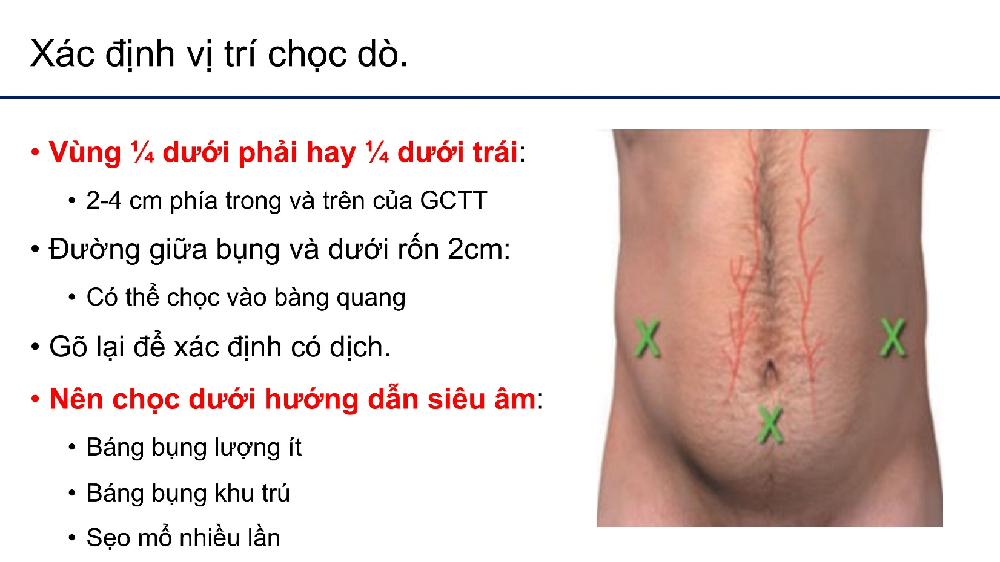 Xác định vị trí chọc dò.
• Vùng ¼ dưới phải hay ¼ dưới trái:
• 2-4 cm phía trong và trên của GCTT
• Đường giữa bụng và dưới rốn 2cm:
• Có thể chọc vào bàng quang
• Gõ lại để xác định có dịch.
• Nên chọc dưới hướng dẫn siêu âm:
• Báng bụng lượng ít
• Báng bụng khu trú
• Sẹo mổ nhiều lần
X
X
X